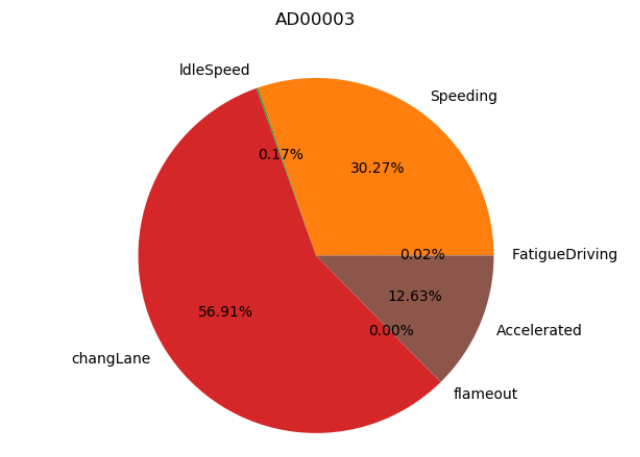 AD00003
IdleSpeed
Speeding
0.17%
30.27%
0.02%
FatigueDriving
12.63%
56.91%
0.00%
Accelerated
changLane
flameout